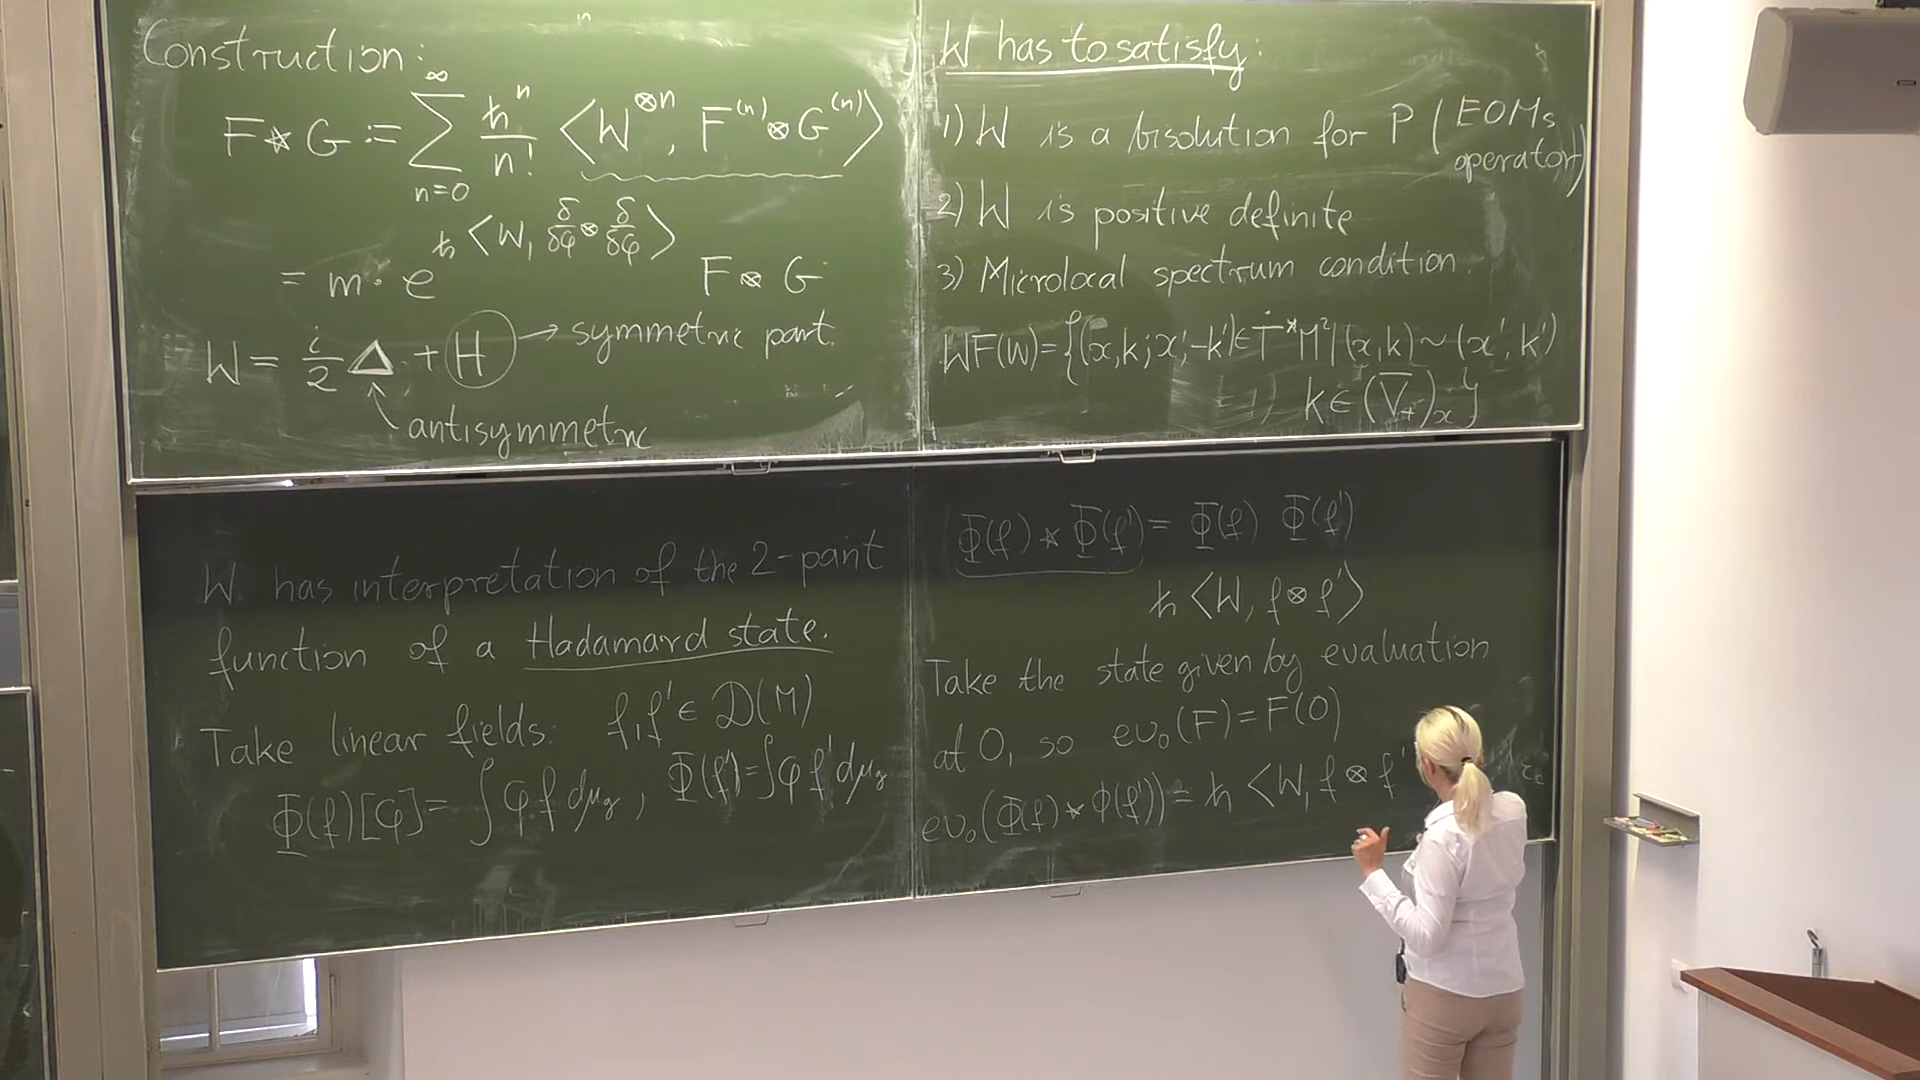 Construction:
F ⋆ G := ∑_{n=0}^{∞} ℏ^n/n! ⟨W^{⊗n}, F^{(n)} ⊗ G^{(n)}⟩
= m ∘ e^{ℏ⟨W, δ/δφ ⊗ δ/δφ⟩} F ⊗ G
W = i/2 Δ + H → symmetric part.
antisymmetric
W has to satisfy:
1) W is a bisolution for P (EOMs operator)
2) W is positive definite
3) Microlocal spectrum condition.
WF(W) = {(x,k; x',-k') ∈ Ṫ*M² | (x,k) ~ (x',k')
k ∈ (V̄₊)ₓ}
W has interpretation of the 2-point
function of a Hadamard state.
Take linear fields: f, f' ∈ D(M)
Φ(f)[φ] = ∫ φ f dμ_g, Φ(f') = ∫ φ f' dμ_g
Φ(f) ⋆ Φ(f') = Φ(f) Φ(f')
ℏ ⟨W, f ⊗ f'⟩
Take the state given by evaluation
at 0, so ev₀(F) = F(0)
ev₀(Φ(f) ⋆ Φ(f')) = ℏ ⟨W, f ⊗ f'